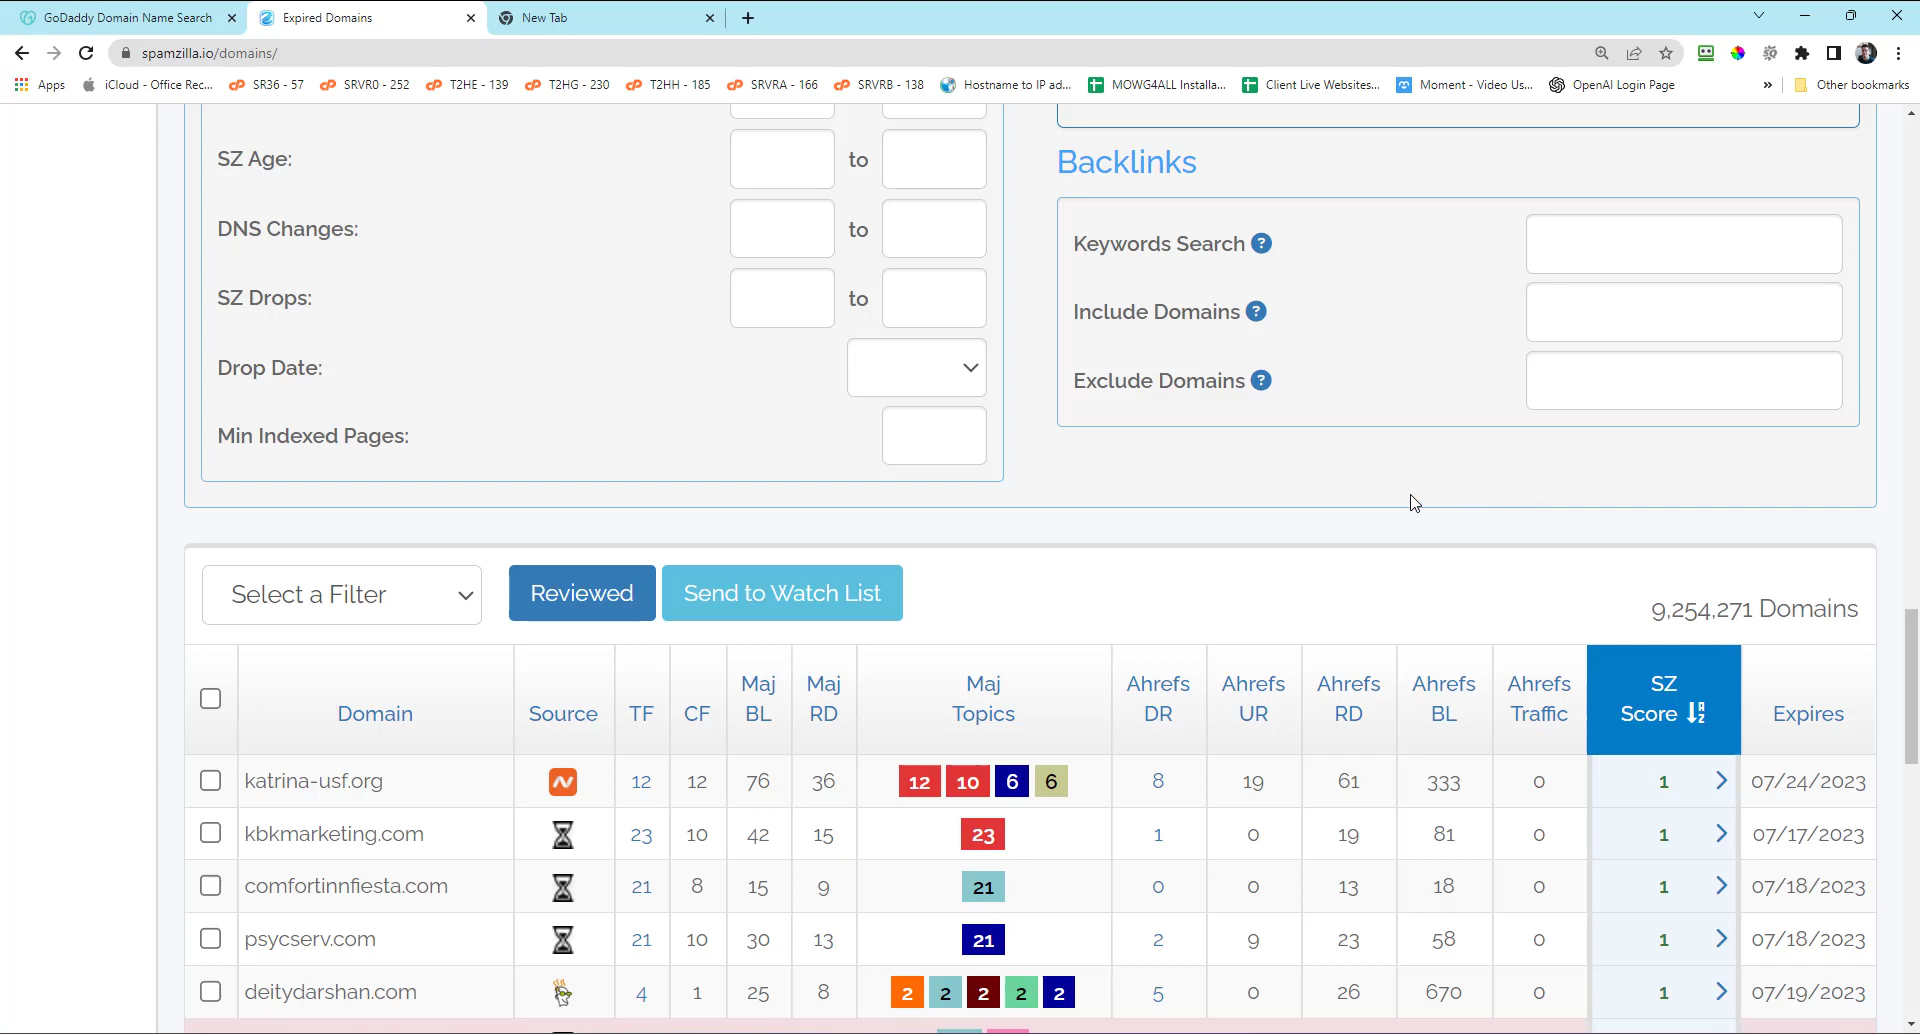 GoDaddy Domain Name Search
Expired Domains
New Tab
spamzilla.io/domains/
Apps
iCloud - Office Rec...
SR36 - 57
SRVR0 - 252
T2HE - 139
T2HG - 230
T2HH - 185
SRVRA - 166
SRVRB - 138
Hostname to IP ad...
MOWG4ALL Installa...
Client Live Websites...
Moment - Video Us...
OpenAI Login Page
»
Other bookmarks
SZ Age: to
DNS Changes: to
SZ Drops: to
Drop Date:
Min Indexed Pages:
Backlinks
Keywords Search ?
Include Domains ?
Exclude Domains ?
Select a Filter
Reviewed
Send to Watch List
9,254,271 Domains
Domain Source TF CF Maj BL Maj RD Maj Topics Ahrefs DR Ahrefs UR Ahrefs RD Ahrefs BL Ahrefs Traffic SZ Score Expires
katrina-usf.org 12 12 76 36 12 10 6 6 8 19 61 333 0 1 07/24/2023
kbkmarketing.com 23 10 42 15 23 1 0 19 81 0 1 07/17/2023
comfortinnfiesta.com 21 8 15 9 21 0 0 13 18 0 1 07/18/2023
psycserv.com 21 10 30 13 21 2 9 23 58 0 1 07/18/2023
deitydarshan.com 4 1 25 8 2 2 2 2 2 5 0 26 670 0 1 07/19/2023